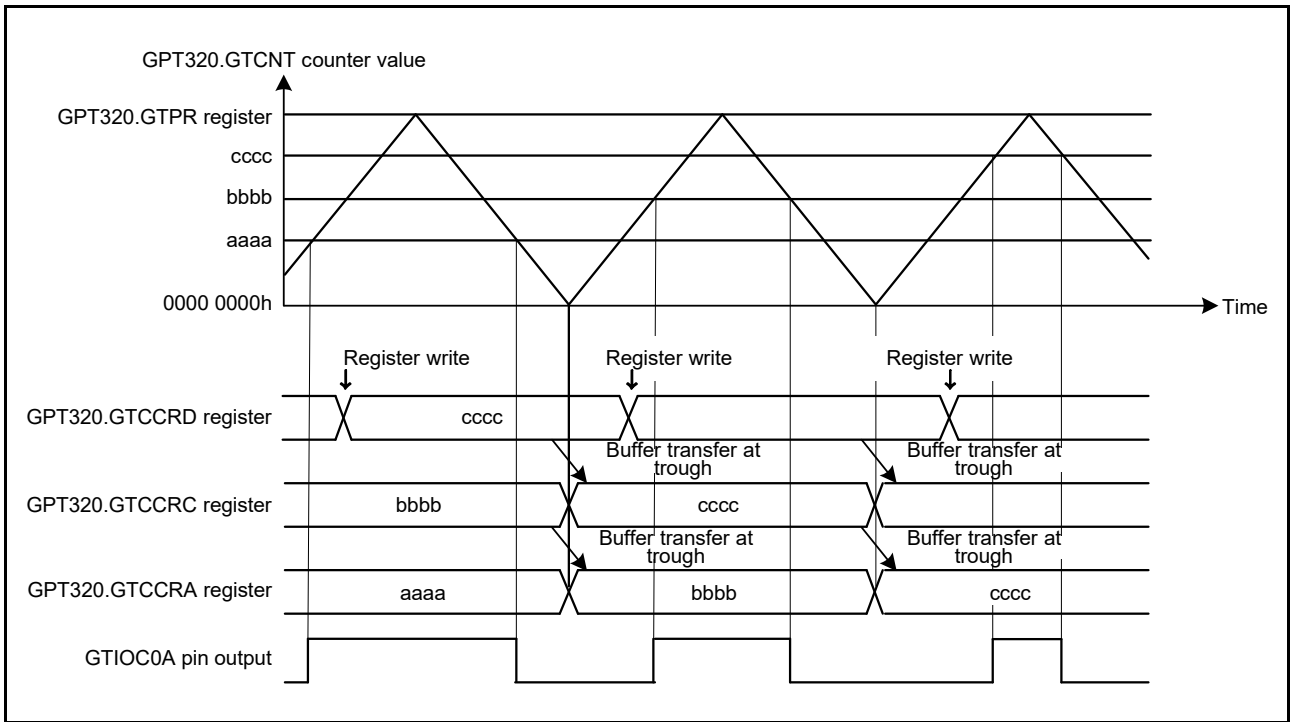 GPT320.GTCNT counter value
GPT320.GTPR register
cccc
bbbb
aaaa
0000 0000h
Time
Register write
Register write
Register write
GPT320.GTCCRD register
cccc
Buffer transfer at
trough
Buffer transfer at
trough
GPT320.GTCCRC register
bbbb
cccc
Buffer transfer at
trough
Buffer transfer at
trough
GPT320.GTCCRA register
aaaa
bbbb
cccc
GTIOC0A pin output